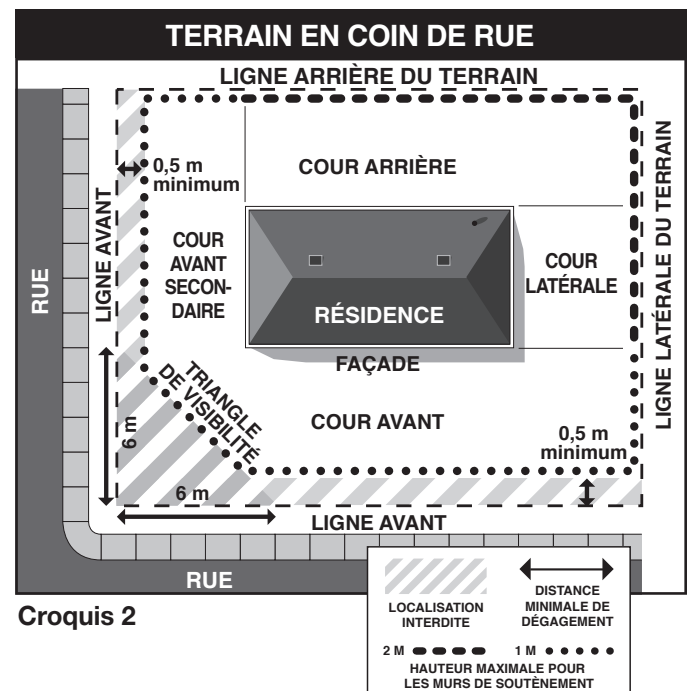 TERRAIN EN COIN DE RUE
LIGNE ARRIÈRE DU TERRAIN
COUR ARRIÈRE
0,5 m
minimum
LIGNE AVANT
RUE
COUR
AVANT
SECON-
DAIRE
RÉSIDENCE
COUR
LATÉRALE
LIGNE LATÉRALE DU TERRAIN
FAÇADE
TRIANGLE
DE VISIBILITÉ
COUR AVANT
0,5 m
minimum
6 m
6 m
LIGNE AVANT
RUE
Croquis 2
LOCALISATION
INTERDITE
DISTANCE
MINIMALE DE
DÉGAGEMENT
2 M
1 M
HAUTEUR MAXIMALE POUR
LES MURS DE SOUTÈNEMENT